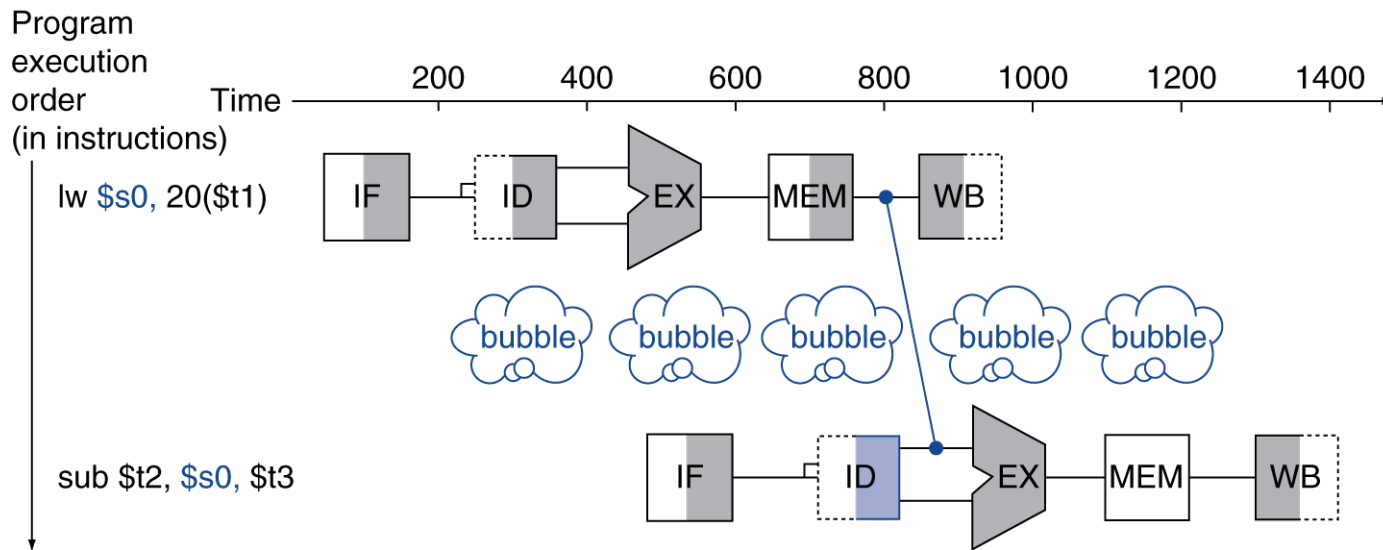 Program
execution
order
(in instructions)
Time
200 400 600 800 1000 1200 1400
lw $s0, 20($t1)
IF ID EX MEM WB
bubble bubble bubble bubble bubble
sub $t2, $s0, $t3
IF ID EX MEM WB